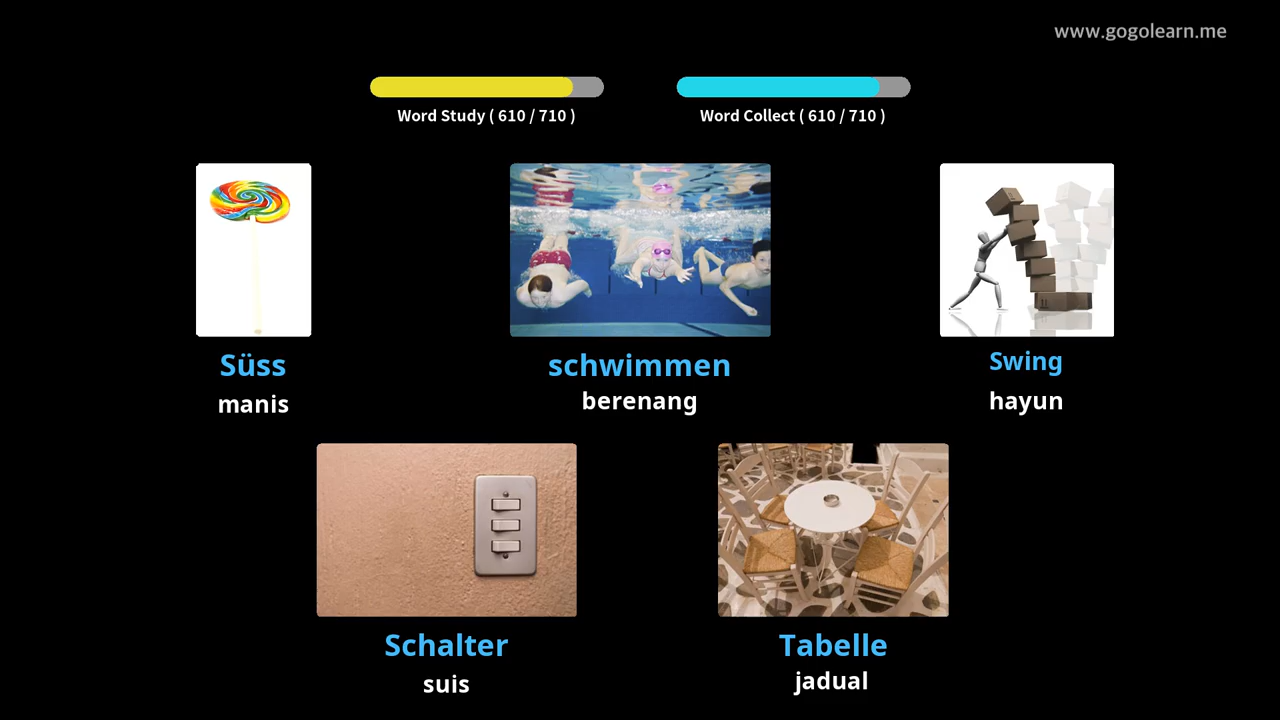 www.gogolearn.me
Word Study ( 610 / 710 )
Word Collect ( 610 / 710 )
Süss
manis
schwimmen
berenang
Swing
hayun
Schalter
suis
Tabelle
jadual